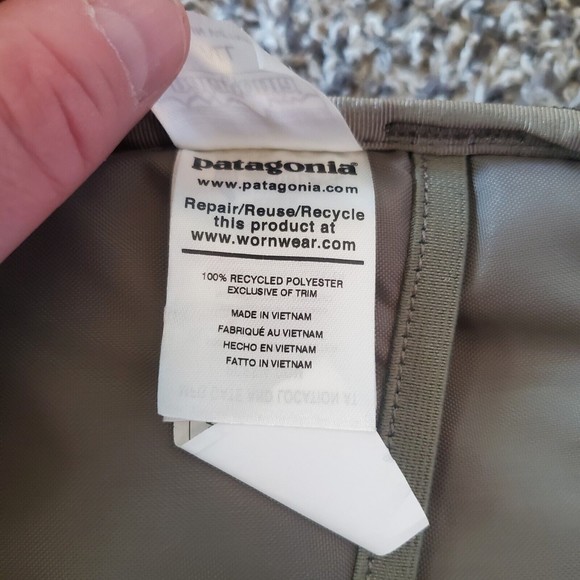 patagonia®
www.patagonia.com
Repair/Reuse/Recycle
this product at
www.wornwear.com
100% RECYCLED POLYESTER
EXCLUSIVE OF TRIM
MADE IN VIETNAM
FABRIQUÉ AU VIETNAM
HECHO EN VIETNAM
FATTO IN VIETNAM